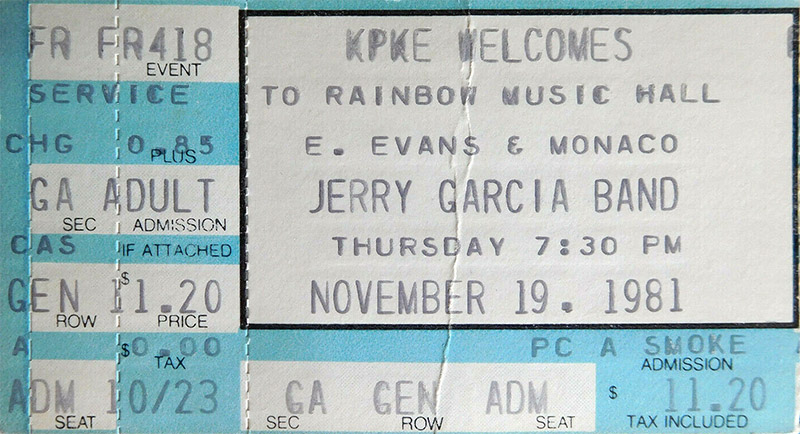 FR FR418
EVENT
SERVICE
CHG 0.85
PLUS
GA ADULT
SEC ADMISSION
CAS IF ATTACHED
GEN $11.20
ROW PRICE
A $0.00
TAX
ADM 10/23
SEAT
KPKE WELCOMES
TO RAINBOW MUSIC HALL
E. EVANS & MONACO
JERRY GARCIA BAND
THURSDAY 7:30 PM
NOVEMBER 19. 1981
PC A SMOKE
ADMISSION
GA GEN ADM $ 11.20
SEC ROW SEAT TAX INCLUDED